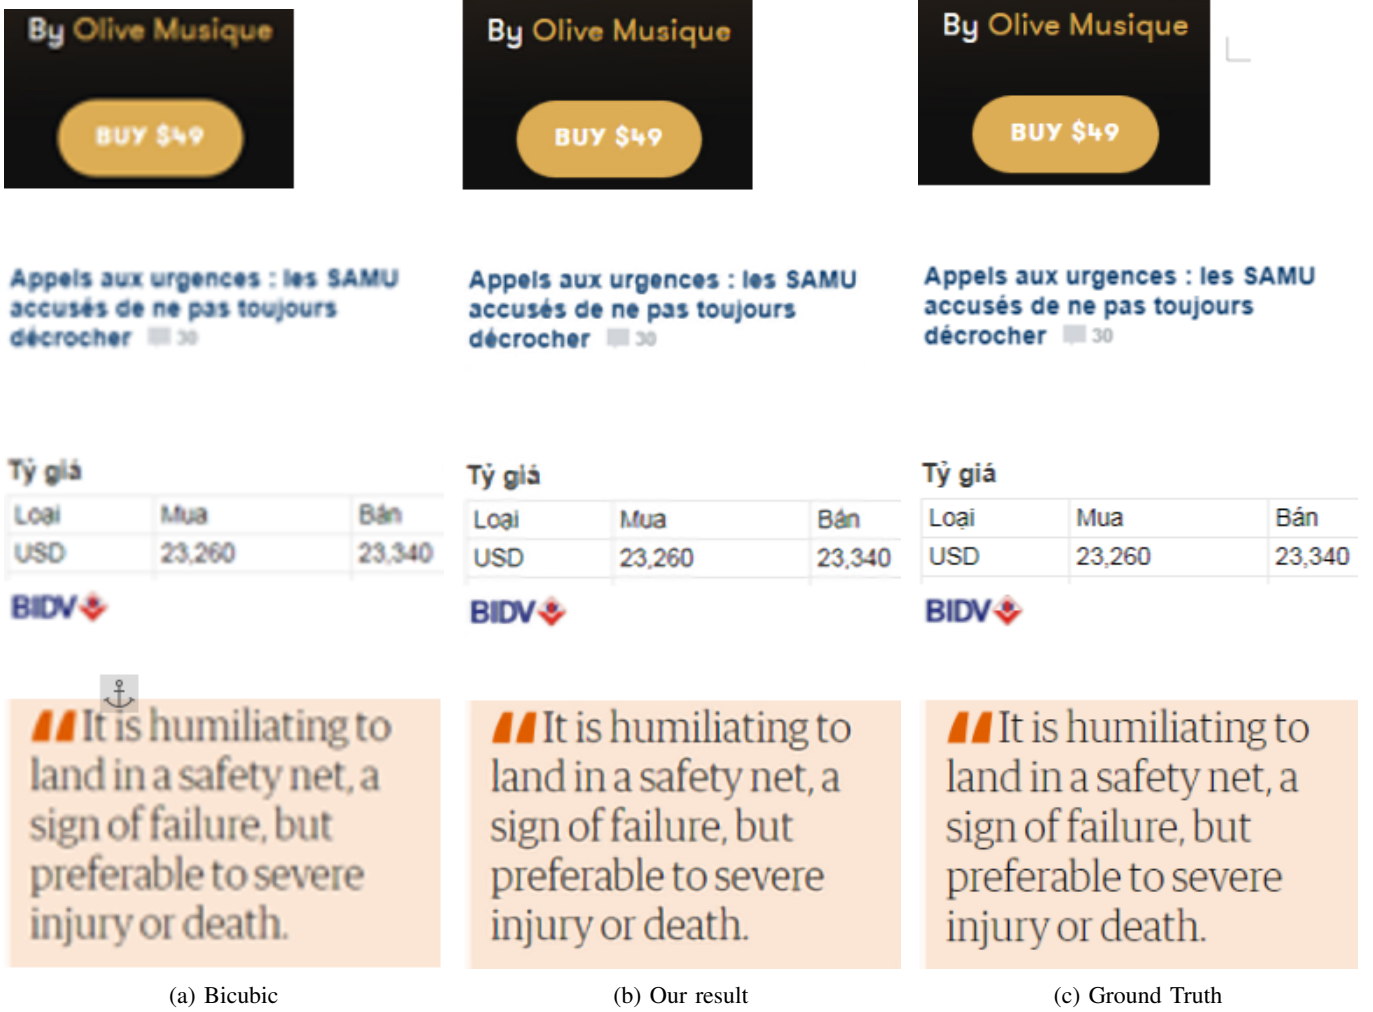 By Olive Musique
BUY $49
By Olive Musique
BUY $49
By Olive Musique
BUY $49
Appels aux urgences : les SAMU
accusés de ne pas toujours
décrocher 30
Appels aux urgences : les SAMU
accusés de ne pas toujours
décrocher 30
Appels aux urgences : les SAMU
accusés de ne pas toujours
décrocher 30
Tỷ giá
Loại Mua Bán
USD 23,260 23,340
BIDV
Tỷ giá
Loại Mua Bán
USD 23,260 23,340
BIDV
Tỷ giá
Loại Mua Bán
USD 23,260 23,340
BIDV
“It is humiliating to
land in a safety net, a
sign of failure, but
preferable to severe
injury or death.
“It is humiliating to
land in a safety net, a
sign of failure, but
preferable to severe
injury or death.
“It is humiliating to
land in a safety net, a
sign of failure, but
preferable to severe
injury or death.
(a) Bicubic
(b) Our result
(c) Ground Truth